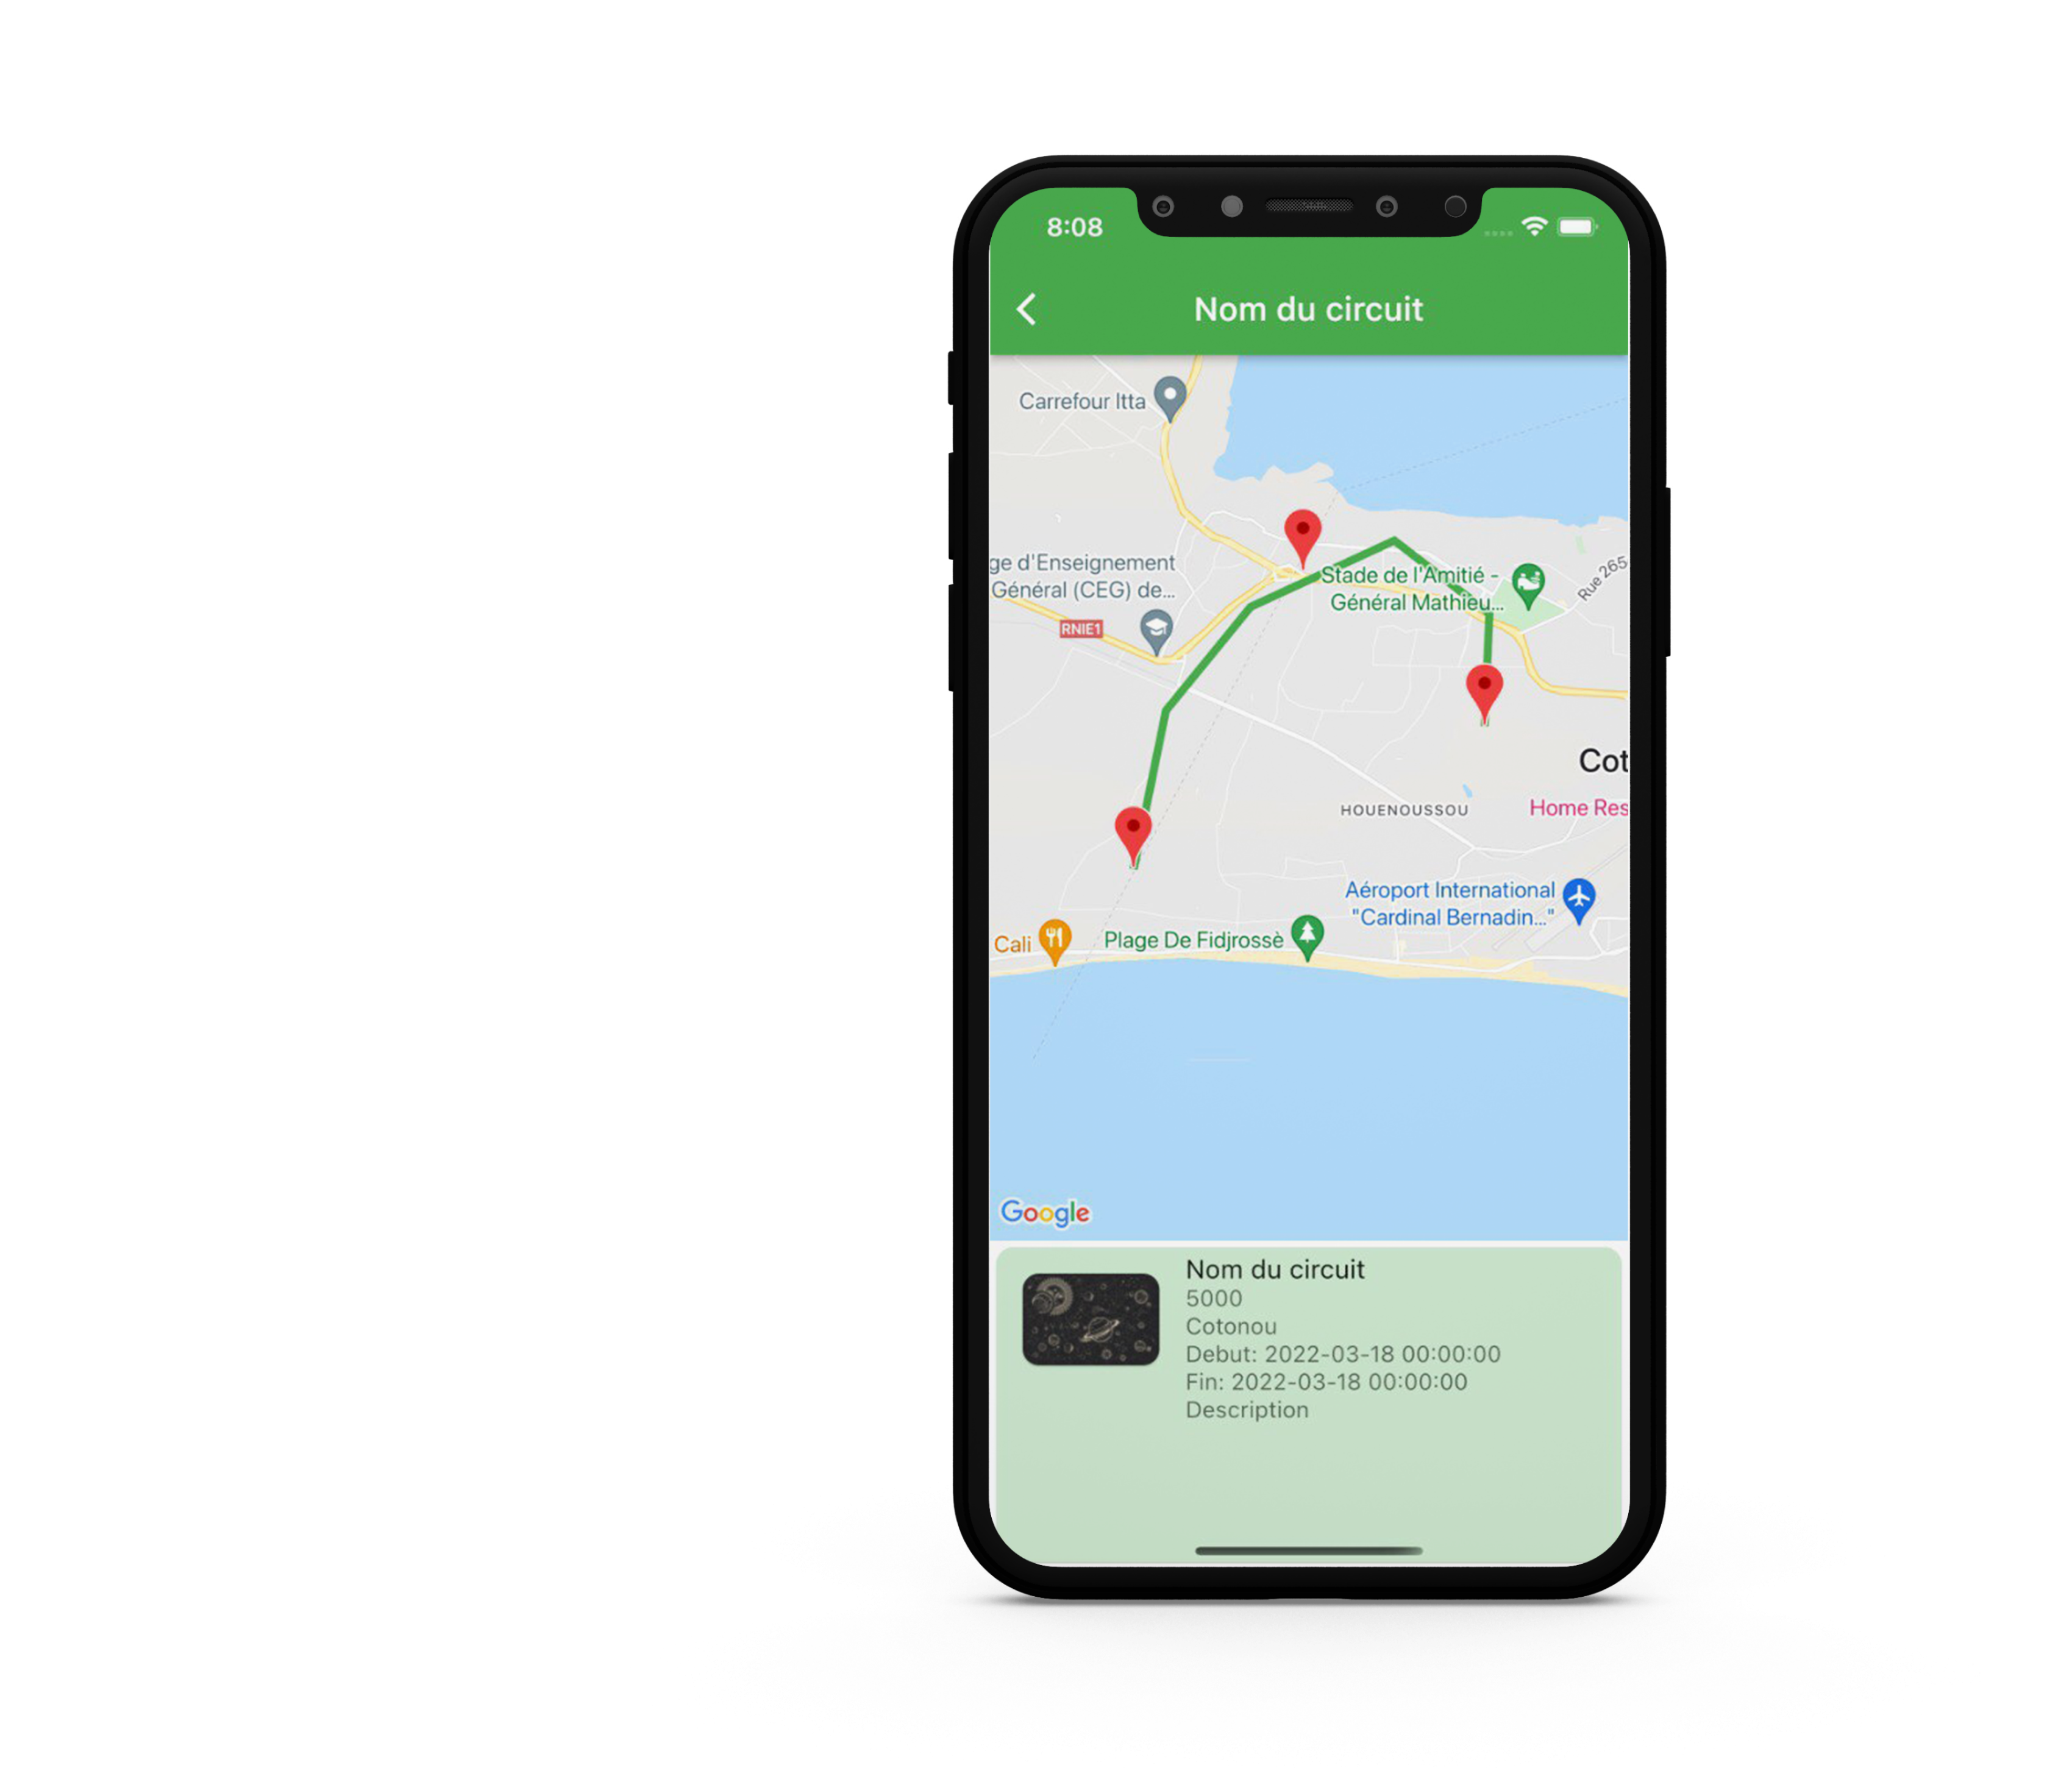 8:08
Nom du circuit
Carrefour Itta
ge d'Enseignement
Général (CEG) de...
RNIE1
Stade de l'Amitié -
Général Mathieu...
Rue 265
Cot
HOUENOUSSOU
Home Res
Aéroport International
"Cardinal Bernadin..."
Cali
Plage De Fidjrossè
Google
Nom du circuit
5000
Cotonou
Debut: 2022-03-18 00:00:00
Fin: 2022-03-18 00:00:00
Description